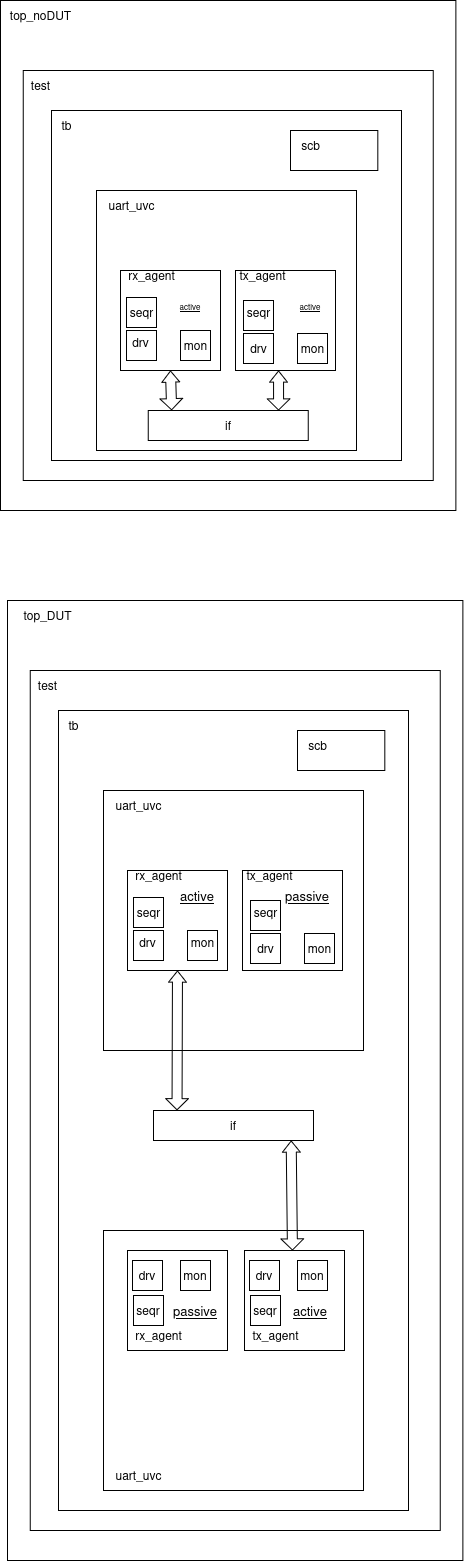 top_noDUT
test
tb
scb
uart_uvc
rx_agent
tx_agent
seqr
active
seqr
active
drv
mon
drv
mon
if
top_DUT
test
tb
scb
uart_uvc
rx_agent
tx_agent
active
passive
seqr
seqr
drv
mon
drv
mon
if
drv
mon
drv
mon
seqr
passive
seqr
active
rx_agent
tx_agent
uart_uvc